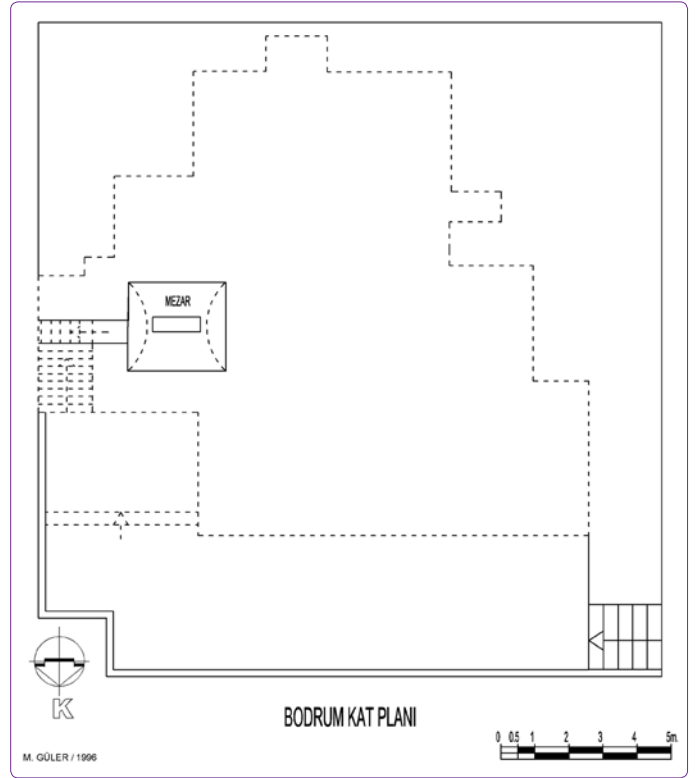 MEZAR
K
BODRUM KAT PLANI
0 0.5 1 2 3 4 5m.
M. GÜLER / 1996